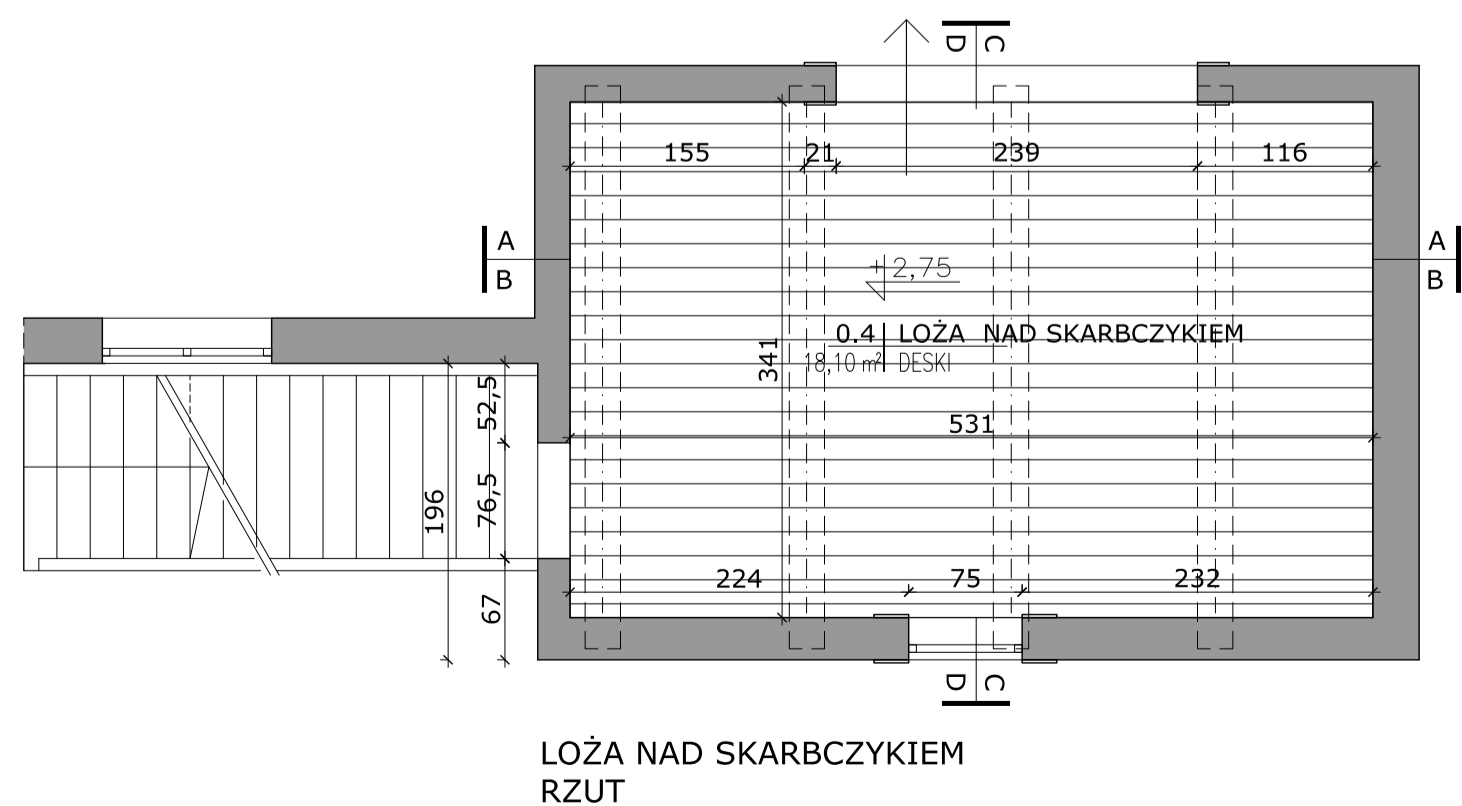 D C
155 21 239 116
A A
B B
+2,75
0.4 LOŻA NAD SKARBCZYKIEM
18,10 m² DESKI
341
52,5
531
76,5
196
224 75 232
67
D C
LOŻA NAD SKARBCZYKIEM
RZUT